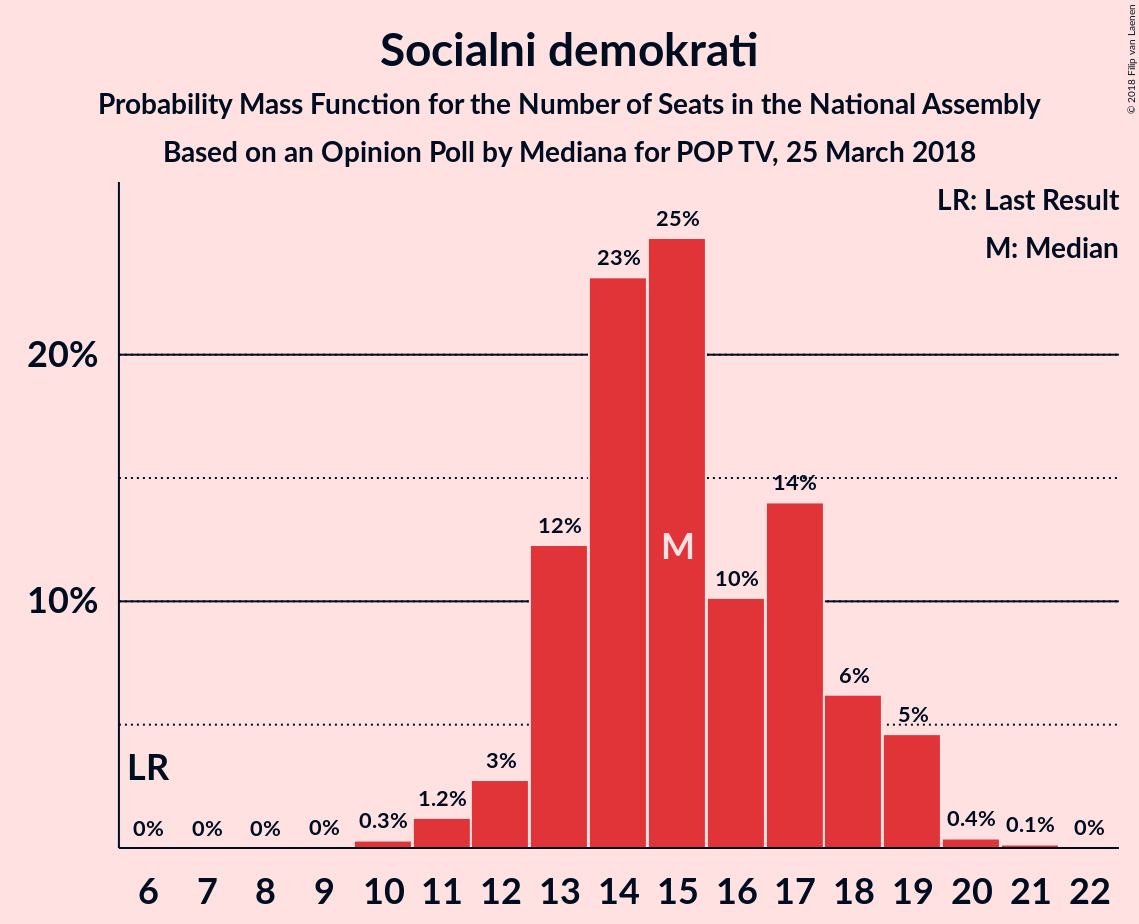 Socialni demokrati
Probability Mass Function for the Number of Seats in the National Assembly
Based on an Opinion Poll by Mediana for POP TV, 25 March 2018
© 2018 Filip van Laenen
LR: Last Result
M: Median
20%
10%
LR
0% 0% 0% 0% 0.3% 1.2% 3% 12% 23% 25% 10% 14% 6% 5% 0.4% 0.1% 0%
M
6 7 8 9 10 11 12 13 14 15 16 17 18 19 20 21 22